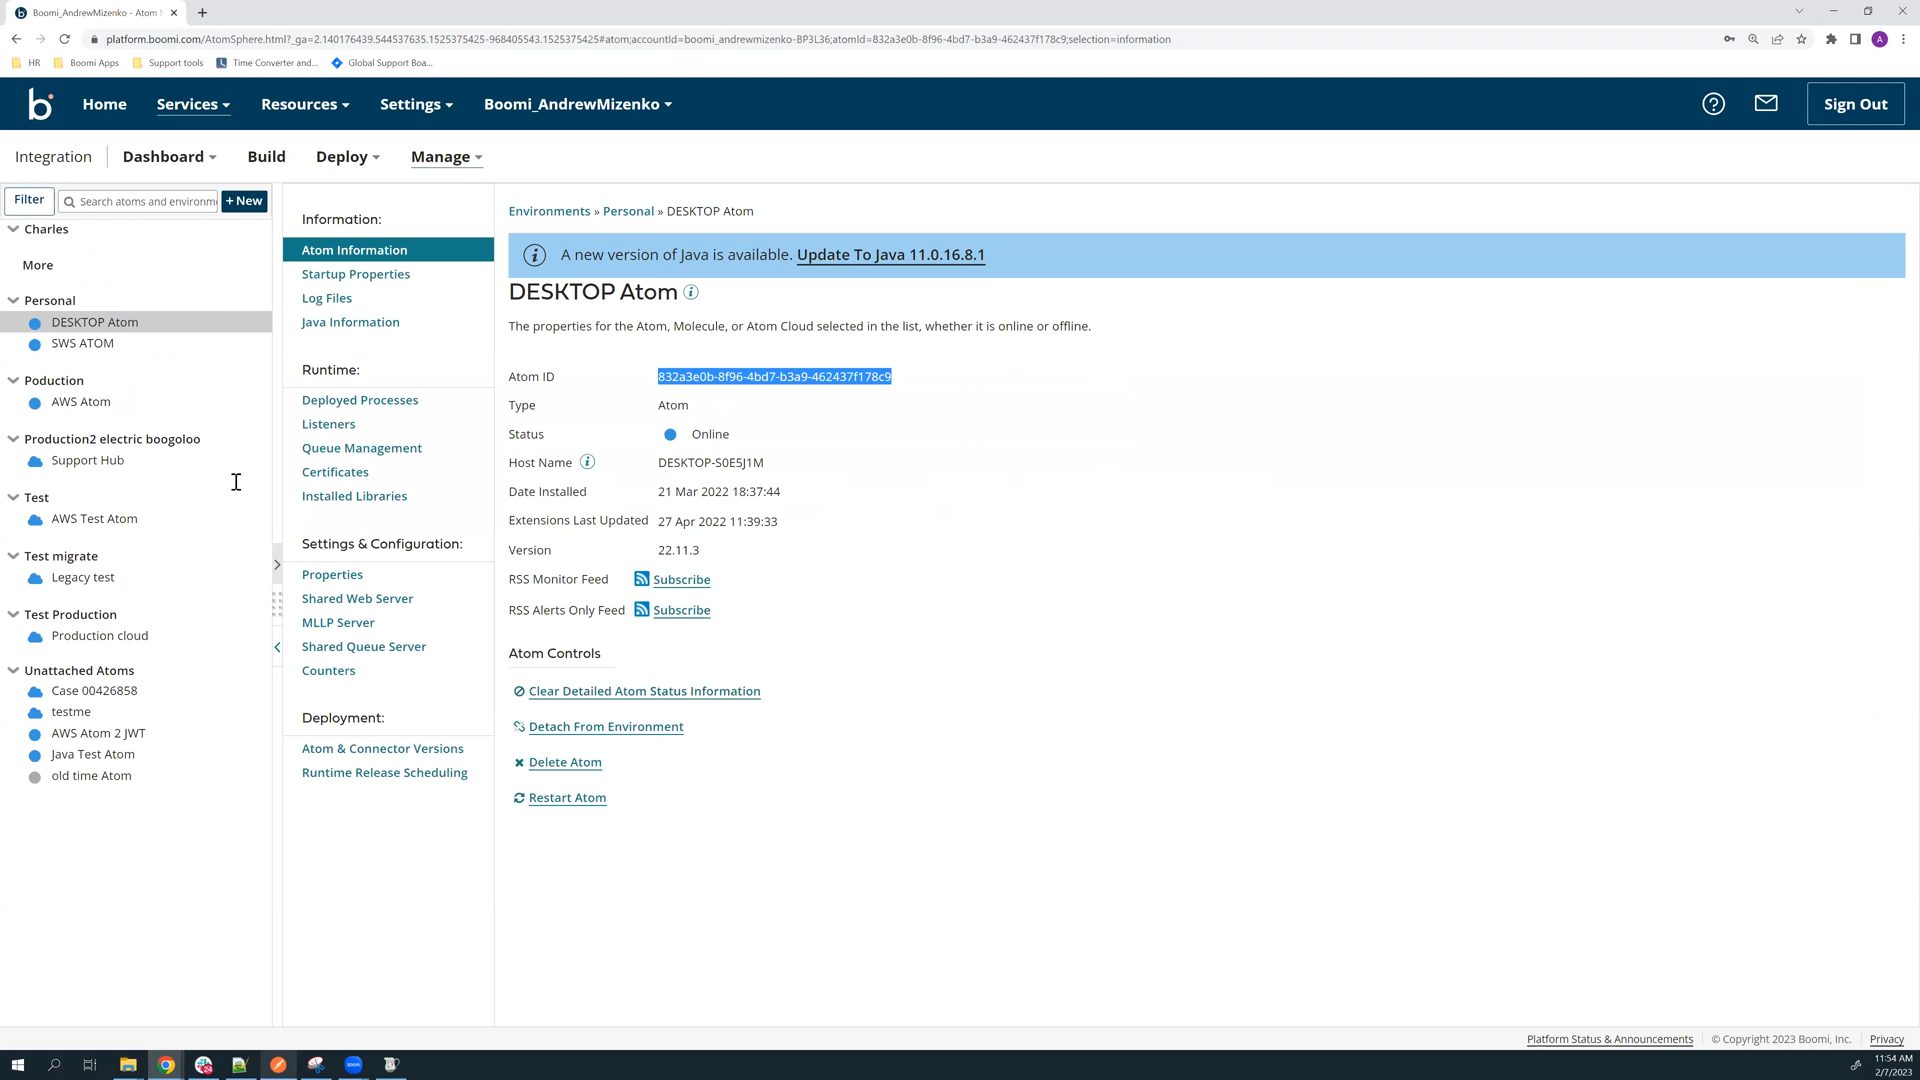 Boomi_AndrewMizenko - Atom
platform.boomi.com/AtomSphere.html?_ga=2.140176439.544537635.1525375425-968405543.1525375425#atom;accountId=boomi_andrewmizenko-BP3L36;atomId=832a3e0b-8f96-4bd7-b3a9-462437f178c9;selection=information
A
HR
Boomi Apps
Support tools
Time Converter and...
Global Support Boa...
Home
Services
Resources
Settings
Boomi_AndrewMizenko
Sign Out
Integration
Dashboard
Build
Deploy
Manage
Filter
Search atoms and environm
+ New
Charles
More
Personal
DESKTOP Atom
SWS ATOM
Poduction
AWS Atom
Production2 electric boogoloo
Support Hub
Test
AWS Test Atom
Test migrate
Legacy test
Test Production
Production cloud
Unattached Atoms
Case 00426858
testme
AWS Atom 2 JWT
Java Test Atom
old time Atom
Information:
Atom Information
Startup Properties
Log Files
Java Information
Runtime:
Deployed Processes
Listeners
Queue Management
Certificates
Installed Libraries
Settings & Configuration:
Properties
Shared Web Server
MLLP Server
Shared Queue Server
Counters
Deployment:
Atom & Connector Versions
Runtime Release Scheduling
Environments » Personal » DESKTOP Atom
A new version of Java is available. Update To Java 11.0.16.8.1
DESKTOP Atom
The properties for the Atom, Molecule, or Atom Cloud selected in the list, whether it is online or offline.
Atom ID 832a3e0b-8f96-4bd7-b3a9-462437f178c9
Type Atom
Status Online
Host Name DESKTOP-S0E5J1M
Date Installed 21 Mar 2022 18:37:44
Extensions Last Updated 27 Apr 2022 11:39:33
Version 22.11.3
RSS Monitor Feed Subscribe
RSS Alerts Only Feed Subscribe
Atom Controls
Clear Detailed Atom Status Information
Detach From Environment
Delete Atom
Restart Atom
Platform Status & Announcements
© Copyright 2023 Boomi, Inc.
Privacy
11:54 AM
2/7/2023